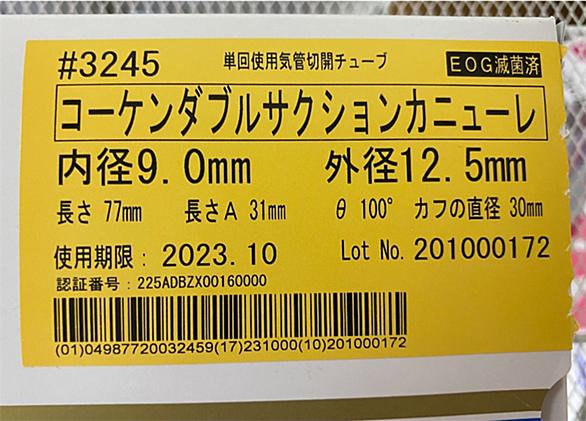 #3245 単回使用気管切開チューブ EOG滅菌済
コーケンダブルサクションカニューレ
内径9.0mm 外径12.5mm
長さ 77mm 長さA 31mm θ 100° カフの直径 30mm
使用期限: 2023.10 Lot No. 201000172
認証番号: 225ADBZX00160000
(01)04987720032459(17)231000(10)201000172